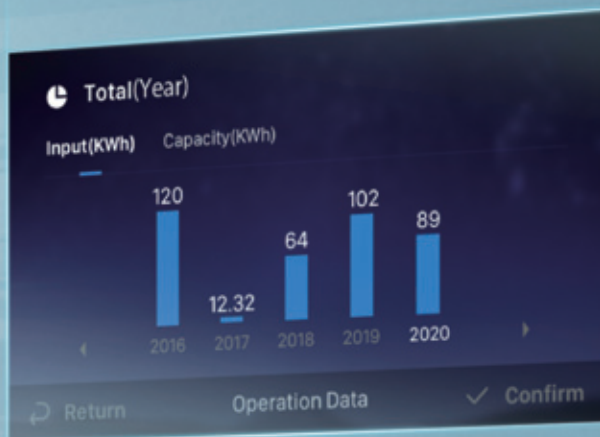 Total(Year)
Input(KWh) Capacity(KWh)
120 12.32 64 102 89
2016 2017 2018 2019 2020
Return Operation Data Confirm